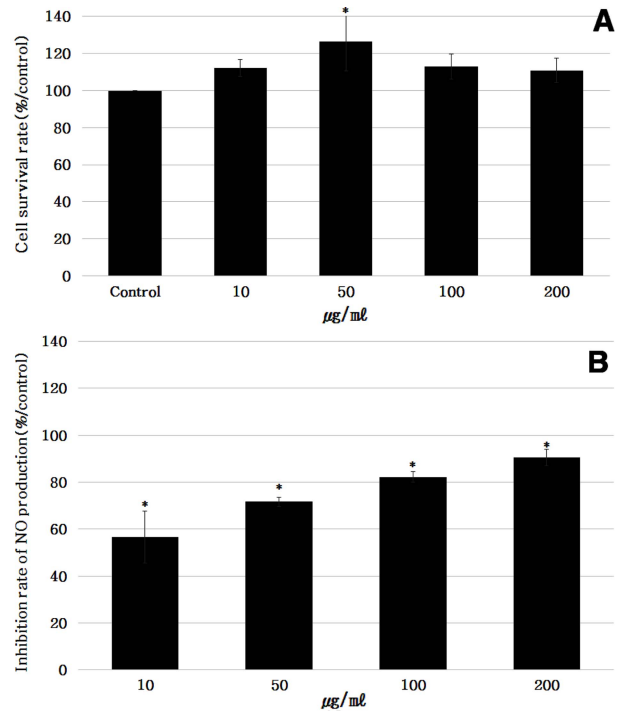 A
140
*
120
100
80
60
40
20
0
Cell survival rate(%/control)
Control 10 50 100 200
μg/㎖
B
140
120
100
80
60
40
20
0
* * * *
Inhibition rate of NO production(%/control)
10 50 100 200
μg/㎖